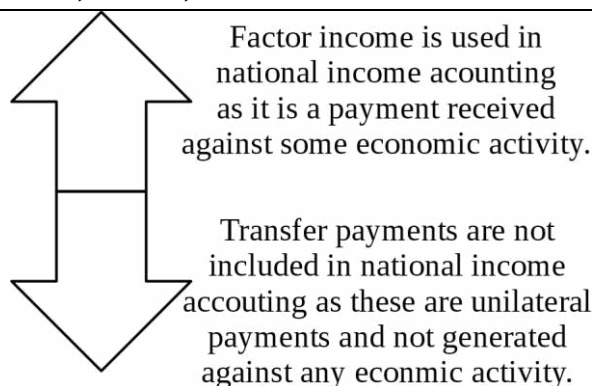 Factor income is used in
national income acounting
as it is a payment received
against some economic activity.
Transfer payments are not
included in national income
accouting as these are unilateral
payments and not generated
against any econmic activity.